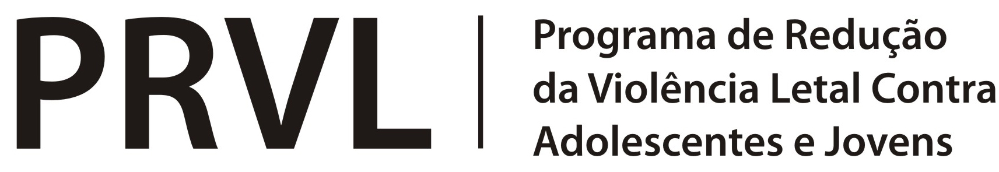 PRVL
Programa de Redução
da Violência Letal Contra
Adolescentes e Jovens